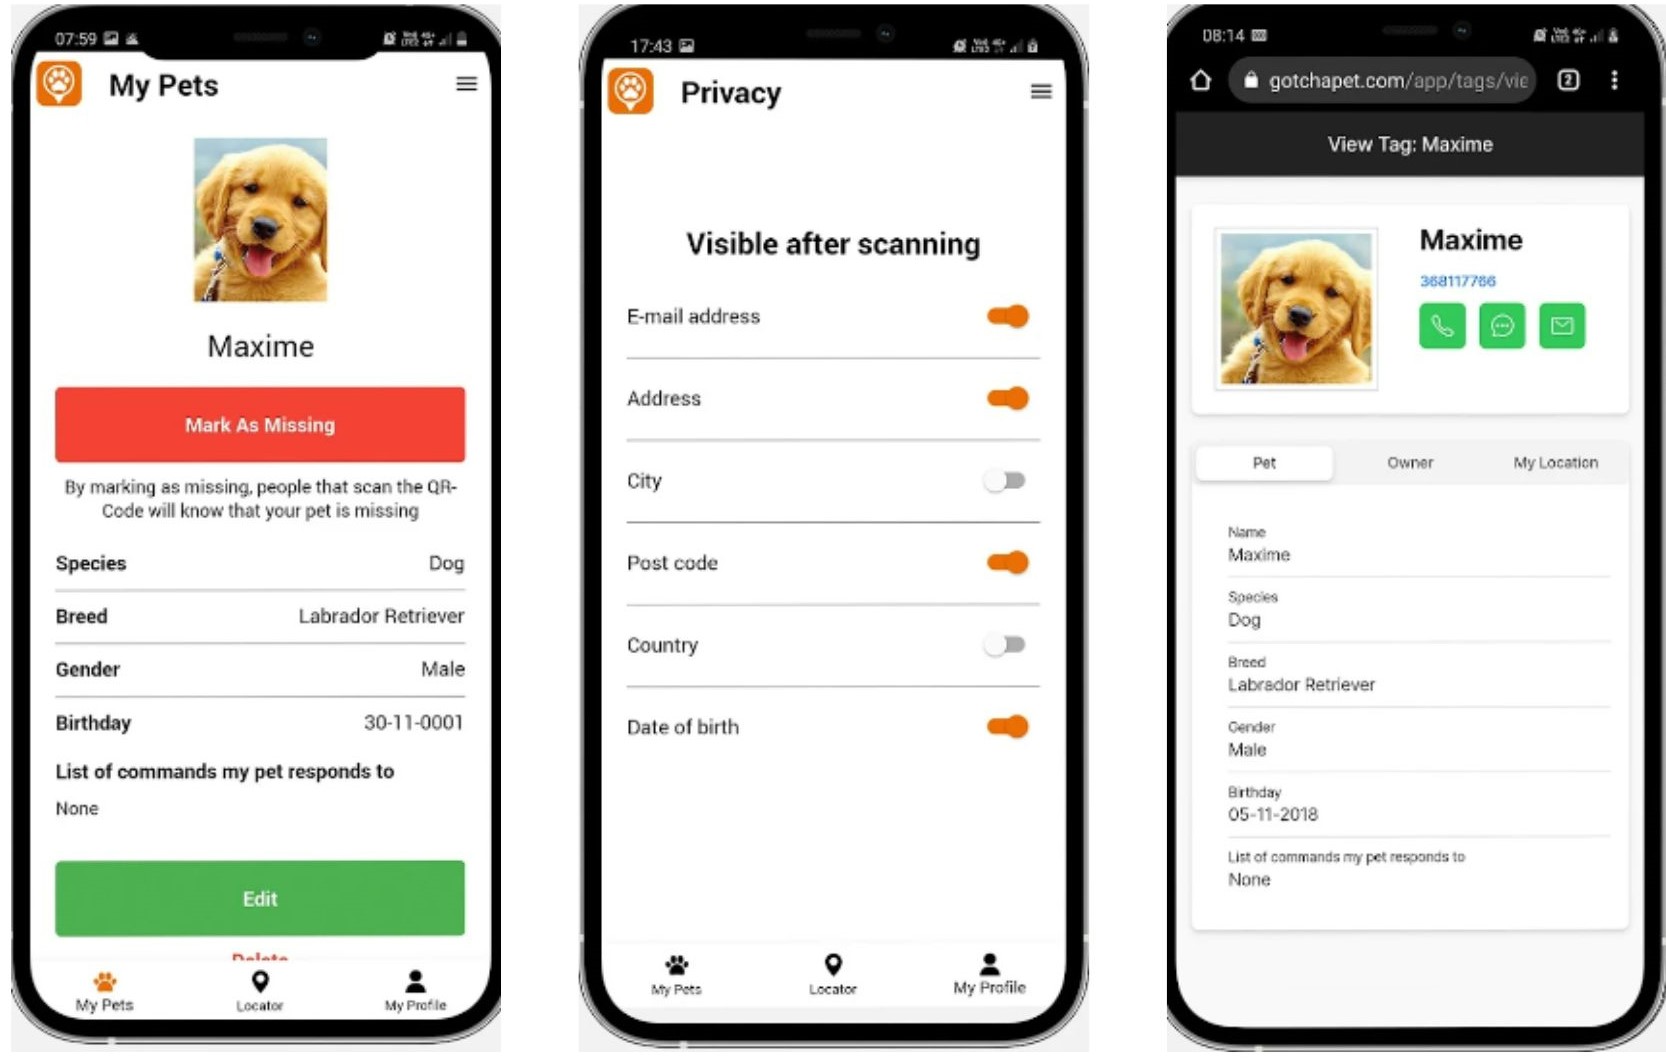 07:59
My Pets
Maxime
Mark As Missing
By marking as missing, people that scan the QR-
Code will know that your pet is missing
Species Dog
Breed Labrador Retriever
Gender Male
Birthday 30-11-0001
List of commands my pet responds to
None
Edit
Delete
My Pets Locator My Profile
17:43
Privacy
Visible after scanning
E-mail address
Address
City
Post code
Country
Date of birth
My Pets Locator My Profile
08:14
gotchapet.com/app/tags/vie 2
View Tag: Maxime
Maxime
368117766
Pet Owner My Location
Name
Maxime
Species
Dog
Breed
Labrador Retriever
Gender
Male
Birthday
05-11-2018
List of commands my pet responds to
None